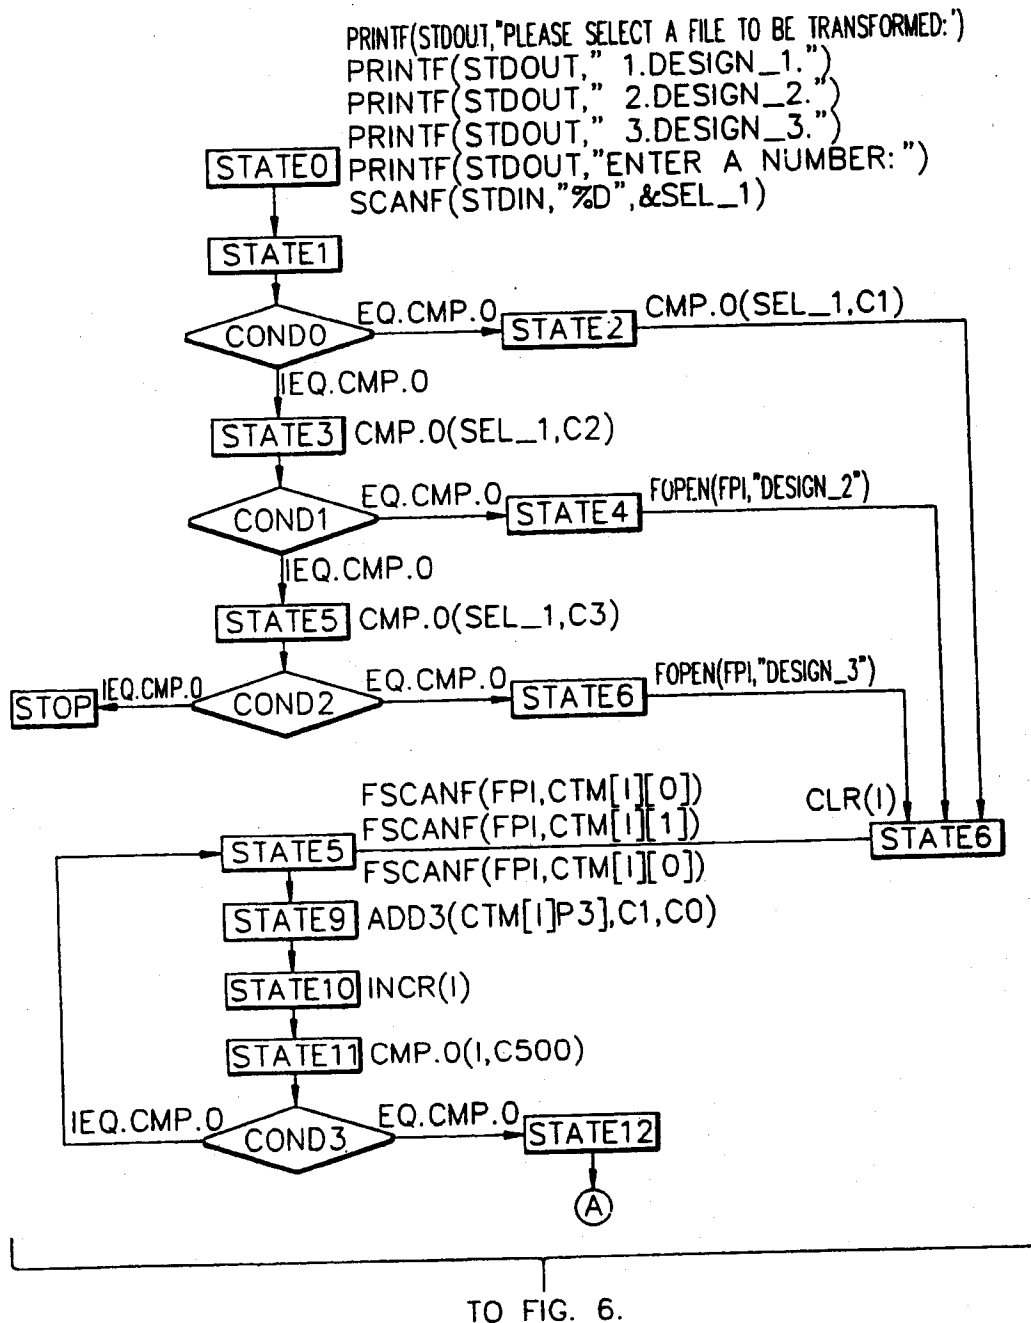 PRINTF(STDOUT,"PLEASE SELECT A FILE TO BE TRANSFORMED:")
PRINTF(STDOUT," 1.DESIGN_1.")
PRINTF(STDOUT," 2.DESIGN_2.")
PRINTF(STDOUT," 3.DESIGN_3.")
STATE0 PRINTF(STDOUT,"ENTER A NUMBER: ")
SCANF(STDIN,"%D",&SEL_1)
STATE1
COND0 EQ.CMP.0 STATE2 CMP.0(SEL_1,C1)
IEQ.CMP.0
STATE3 CMP.0(SEL_1,C2)
COND1 EQ.CMP.0 STATE4 FOPEN(FPI,"DESIGN_2")
IEQ.CMP.0
STATE5 CMP.0(SEL_1,C3)
STOP IEQ.CMP.0 COND2 EQ.CMP.0 STATE6 FOPEN(FPI,"DESIGN_3")
FSCANF(FPI,CTM[I][0]) CLR(I)
FSCANF(FPI,CTM[I][1])
STATE5 STATE6
FSCANF(FPI,CTM[I][0])
STATE9 ADD3(CTM[I]P3],C1,C0)
STATE10 INCR(I)
STATE11 CMP.0(I,C500)
IEQ.CMP.0 COND3 EQ.CMP.0 STATE12
A
TO FIG. 6.